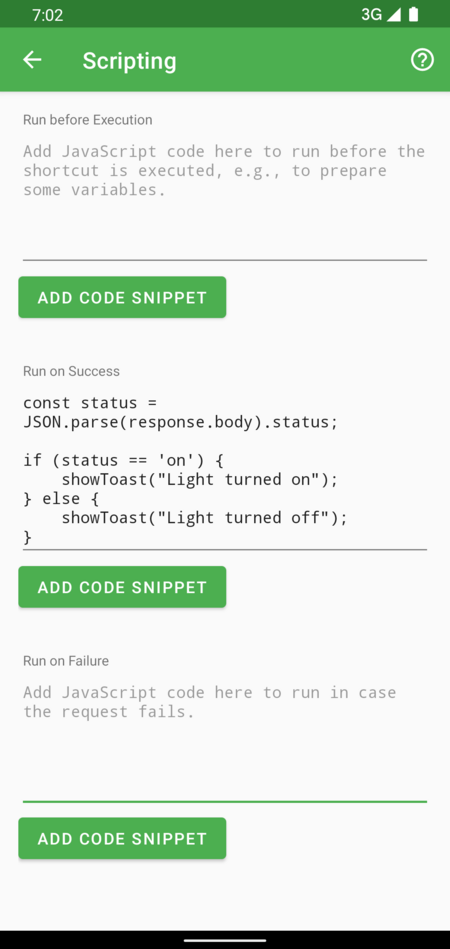 7:02
3G
Scripting
Run before Execution
Add JavaScript code here to run before the
shortcut is executed, e.g., to prepare
some variables.
ADD CODE SNIPPET
Run on Success
const status =
JSON.parse(response.body).status;
if (status == 'on') {
    showToast("Light turned on");
} else {
    showToast("Light turned off");
}
ADD CODE SNIPPET
Run on Failure
Add JavaScript code here to run in case
the request fails.
ADD CODE SNIPPET